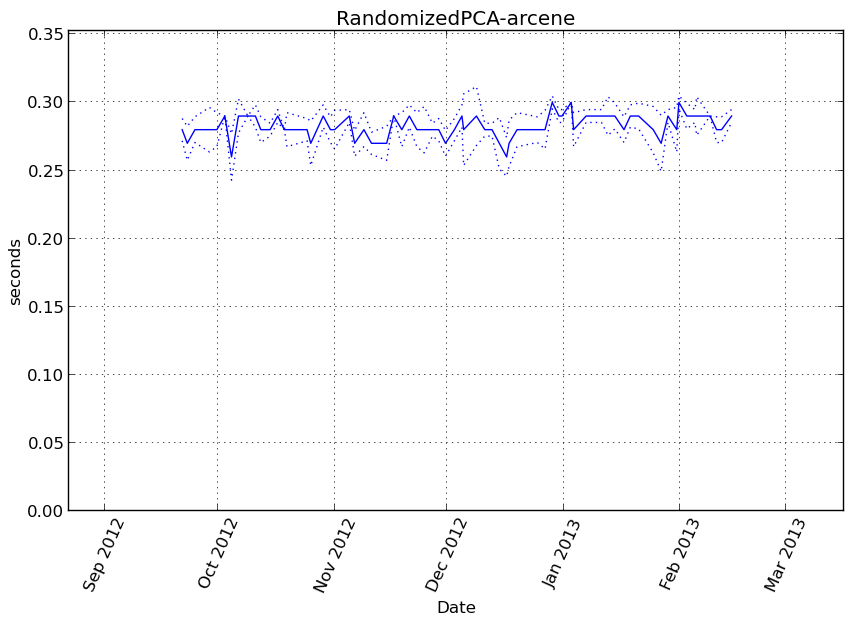 RandomizedPCA-arcene
0.35
0.30
0.25
0.20
0.15
0.10
0.05
0.00
seconds
Sep 2012
Oct 2012
Nov 2012
Dec 2012
Jan 2013
Feb 2013
Mar 2013
Date